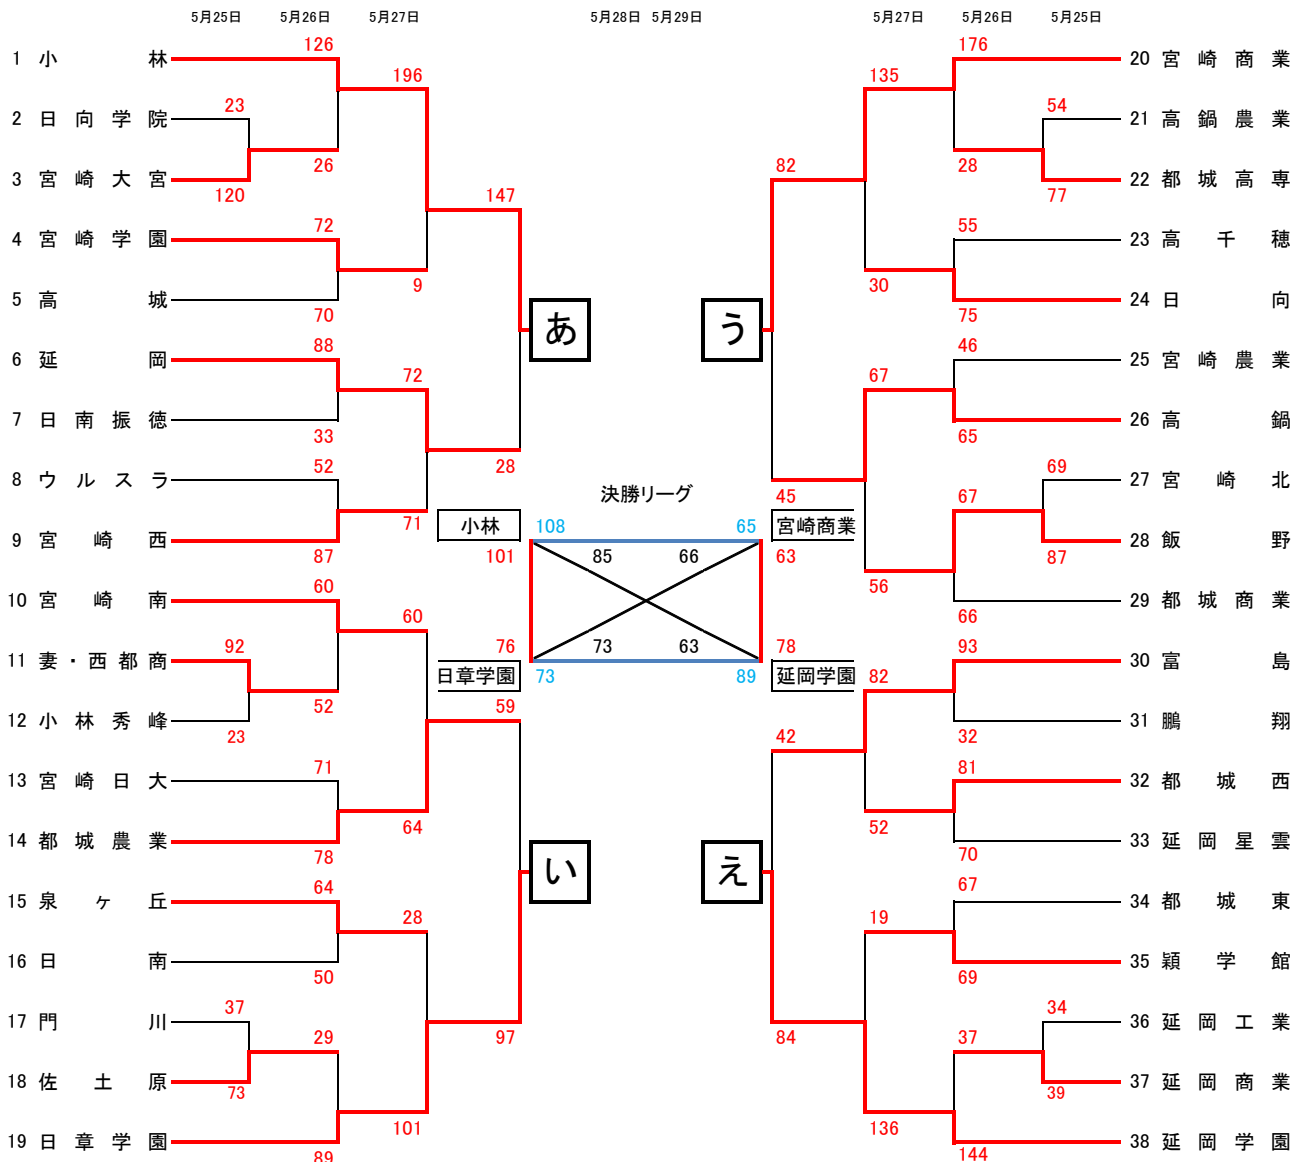 5月25日 5月26日 5月27日 5月28日 5月29日 5月27日 5月26日 5月25日
126 176
1 小林 20 宮崎商業
196 135
23 54
2 日向学院 21 高鍋農業
26 82 28
3 宮崎大宮 22 都城高専
120 147 77
72 55
4 宮崎学園 23 高千穂
9 30
5 高城 24 日向
70 75
あ う
88 46
6 延岡 25 宮崎農業
72 67
7 日南振徳 26 高鍋
33 65
52 28 69
8 ウルスラ 27 宮崎北
決勝リーグ
45 67
71 小林 108 65 宮崎商業
9 宮崎西 28 飯野
87 101 85 66 63 56 87
60
10 宮崎南 29 都城商業
60 66
92 76 73 63 78 93
11 妻・西都商 30 富島
日章学園 73 89 延岡学園 82
52 59
12 小林秀峰 31 鵬翔
23 42 32
71 81
13 宮崎日大 32 都城西
64 52
14 都城農業 33 延岡星雲
78 70
い え
64 67
15 泉ヶ丘 34 都城東
28 19
16 日南 35 頴学館
50 69
37 34
17 門川 36 延岡工業
29 97 84 37
18 佐土原 37 延岡商業
73 39
101 136
19 日章学園 38 延岡学園
89 144